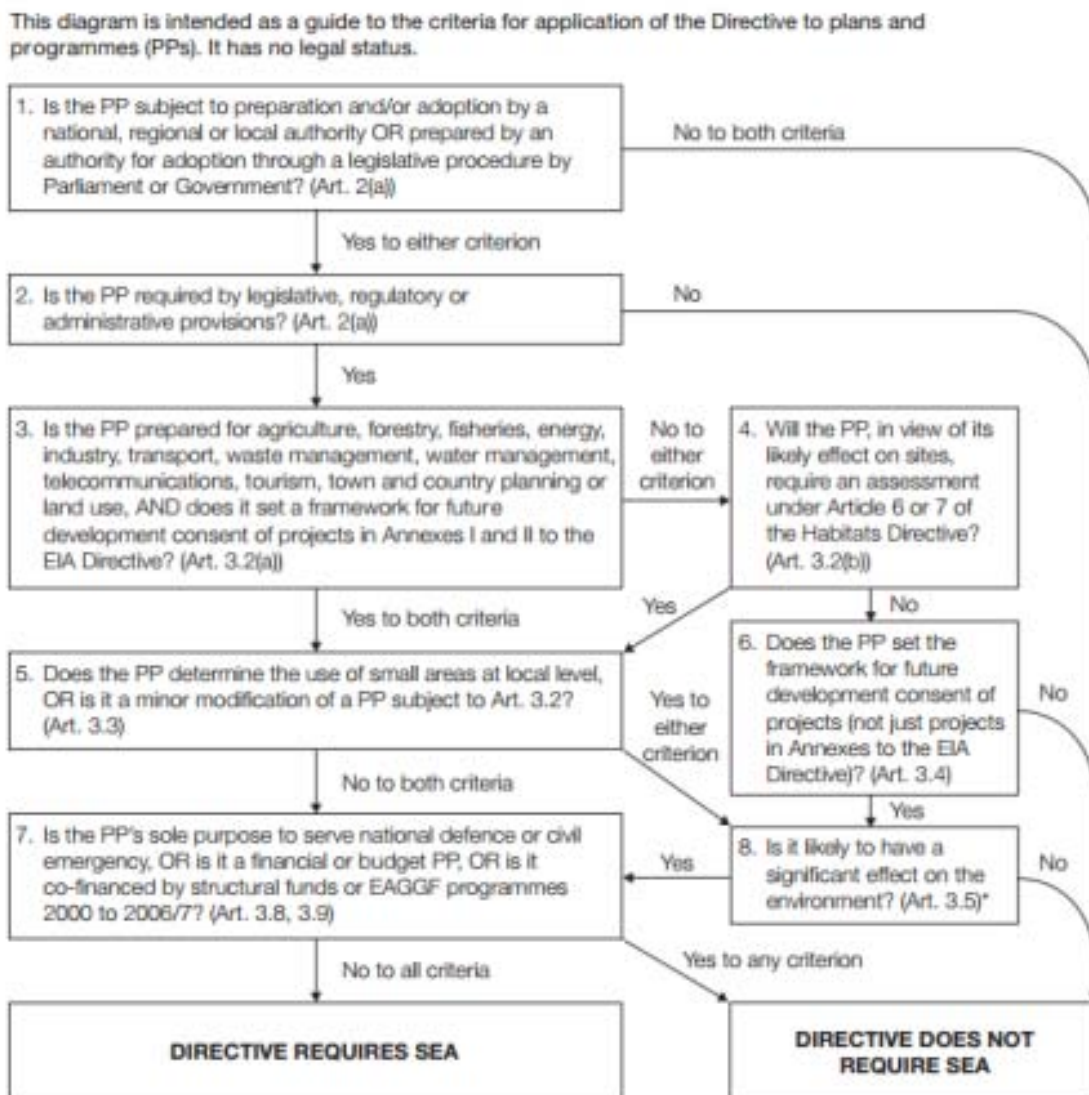 This diagram is intended as a guide to the criteria for application of the Directive to plans and
programmes (PPs). It has no legal status.
1. Is the PP subject to preparation and/or adoption by a
national, regional or local authority OR prepared by an
authority for adoption through a legislative procedure by
Parliament or Government? (Art. 2(a))
No to both criteria
Yes to either criterion
2. Is the PP required by legislative, regulatory or
administrative provisions? (Art. 2(a))
No
Yes
3. Is the PP prepared for agriculture, forestry, fisheries, energy,
industry, transport, waste management, water management,
telecommunications, tourism, town and country planning or
land use, AND does it set a framework for future
development consent of projects in Annexes I and II to the
EIA Directive? (Art. 3.2(a))
No to
either
criterion
4. Will the PP, in view of its
likely effect on sites,
require an assessment
under Article 6 or 7 of
the Habitats Directive?
(Art. 3.2(b))
Yes to both criteria
Yes
No
5. Does the PP determine the use of small areas at local level,
OR is it a minor modification of a PP subject to Art. 3.2?
(Art. 3.3)
Yes to
either
criterion
6. Does the PP set the
framework for future
development consent of
projects (not just projects
in Annexes to the EIA
Directive)? (Art. 3.4)
No
No to both criteria
Yes
7. Is the PP's sole purpose to serve national defence or civil
emergency, OR is it a financial or budget PP, OR is it
co-financed by structural funds or EAGGF programmes
2000 to 2006/7? (Art. 3.8, 3.9)
Yes
8. Is it likely to have a
significant effect on the
environment? (Art. 3.5)*
No
No to all criteria
Yes to any criterion
DIRECTIVE REQUIRES SEA
DIRECTIVE DOES NOT
REQUIRE SEA